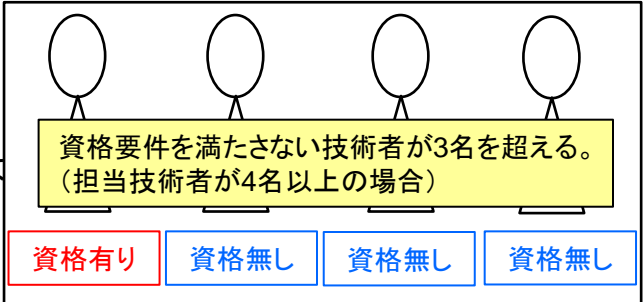 資格要件を満たさない技術者が3名を超える。
（担当技術者が4名以上の場合）
資格有り
資格無し
資格無し
資格無し